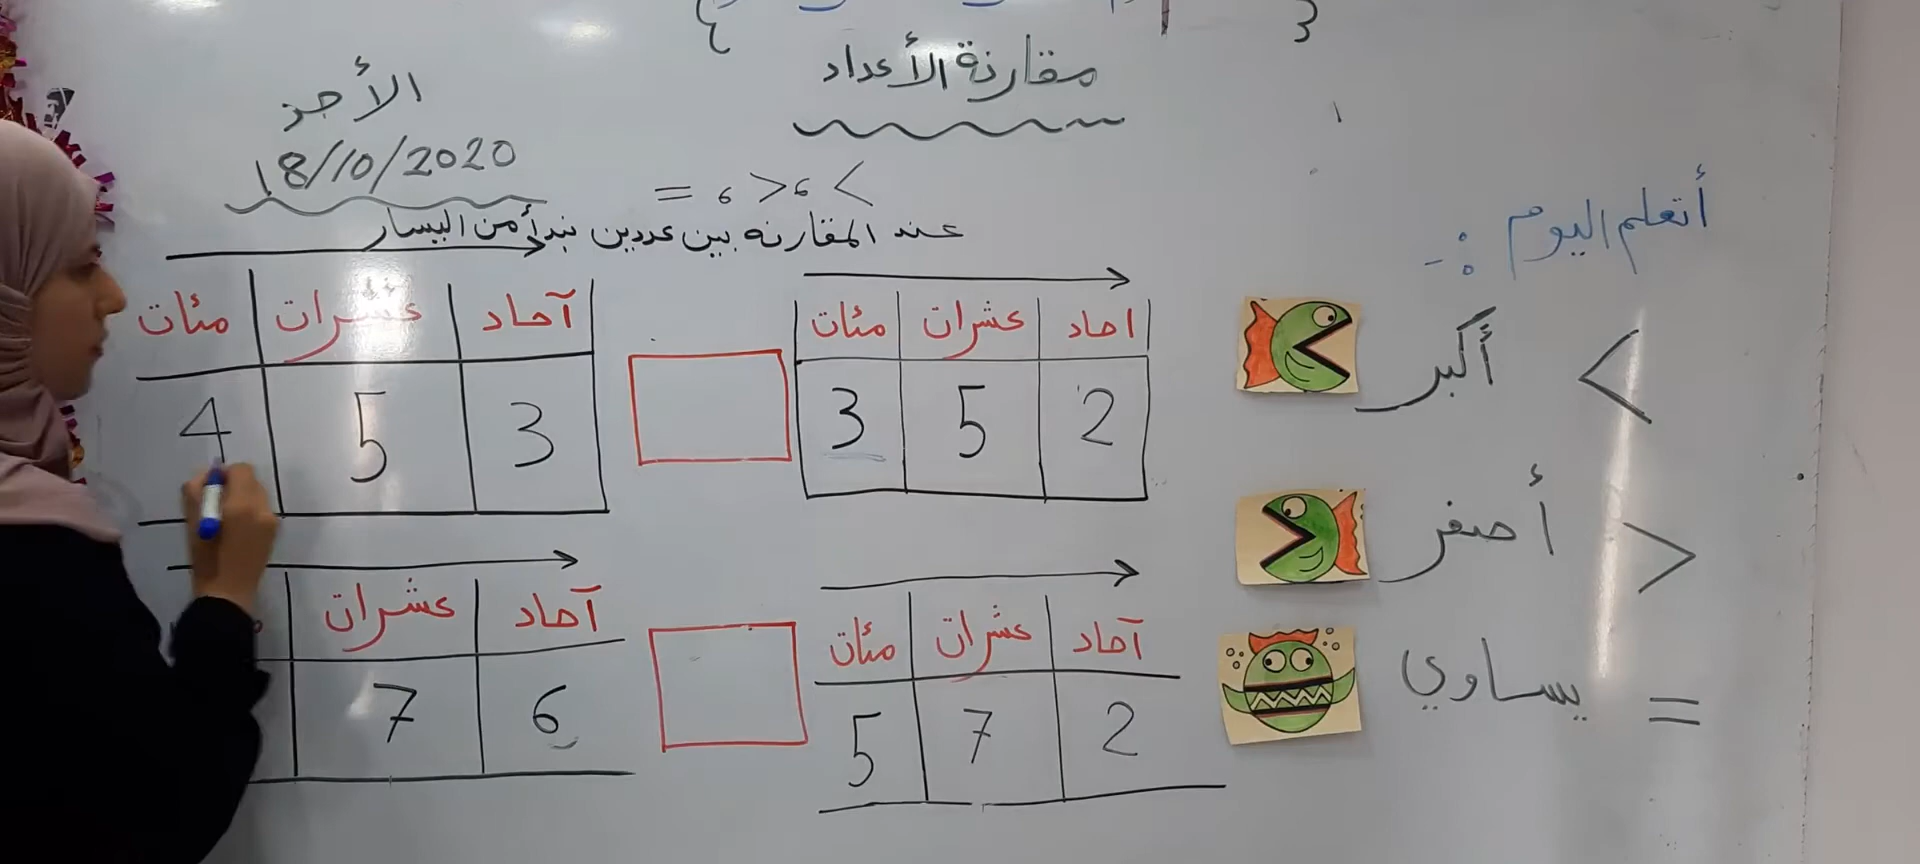 مقارنة الأعداد
الأحد
18/10/2020
= ، > ، <
عند المقارنه بين عددين نبدأ من اليسار
أتعلم اليوم :-
مئات عشرات آحاد
4 5 3
مئات عشرات احاد
3 5 2
عشرات آحاد
7 6
مئات عشرات آحاد
5 7 2
أكبر <
أصغر >
يساوي =